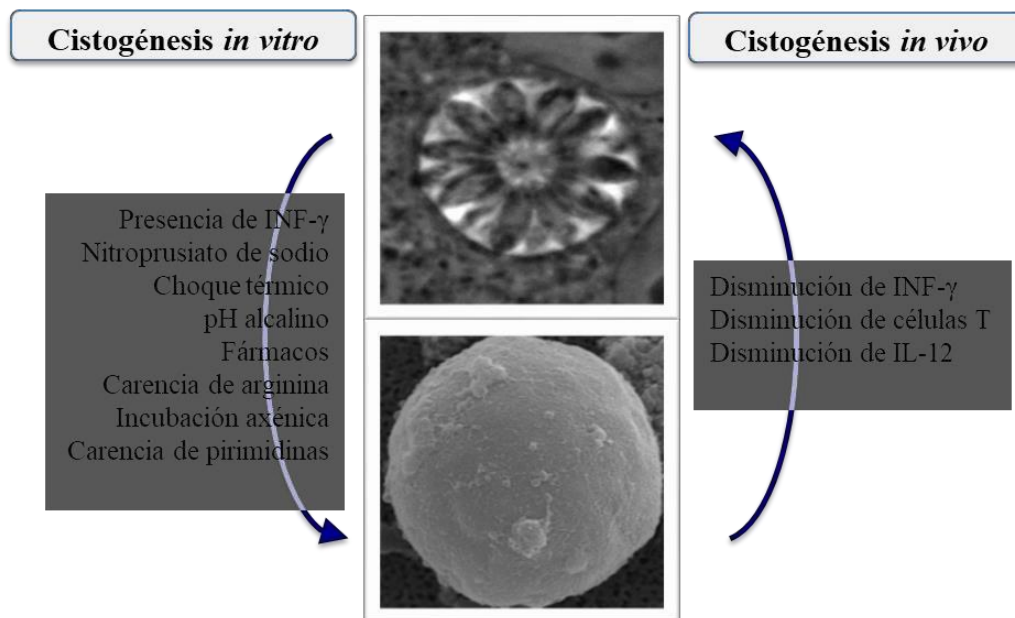 Cistogénesis in vitro
Cistogénesis in vivo
Presencia de INF-γ
Nitroprusiato de sodio
Choque térmico
pH alcalino
Fármacos
Carencia de arginina
Incubación axénica
Carencia de pirimidinas
Disminución de INF-γ
Disminución de células T
Disminución de IL-12